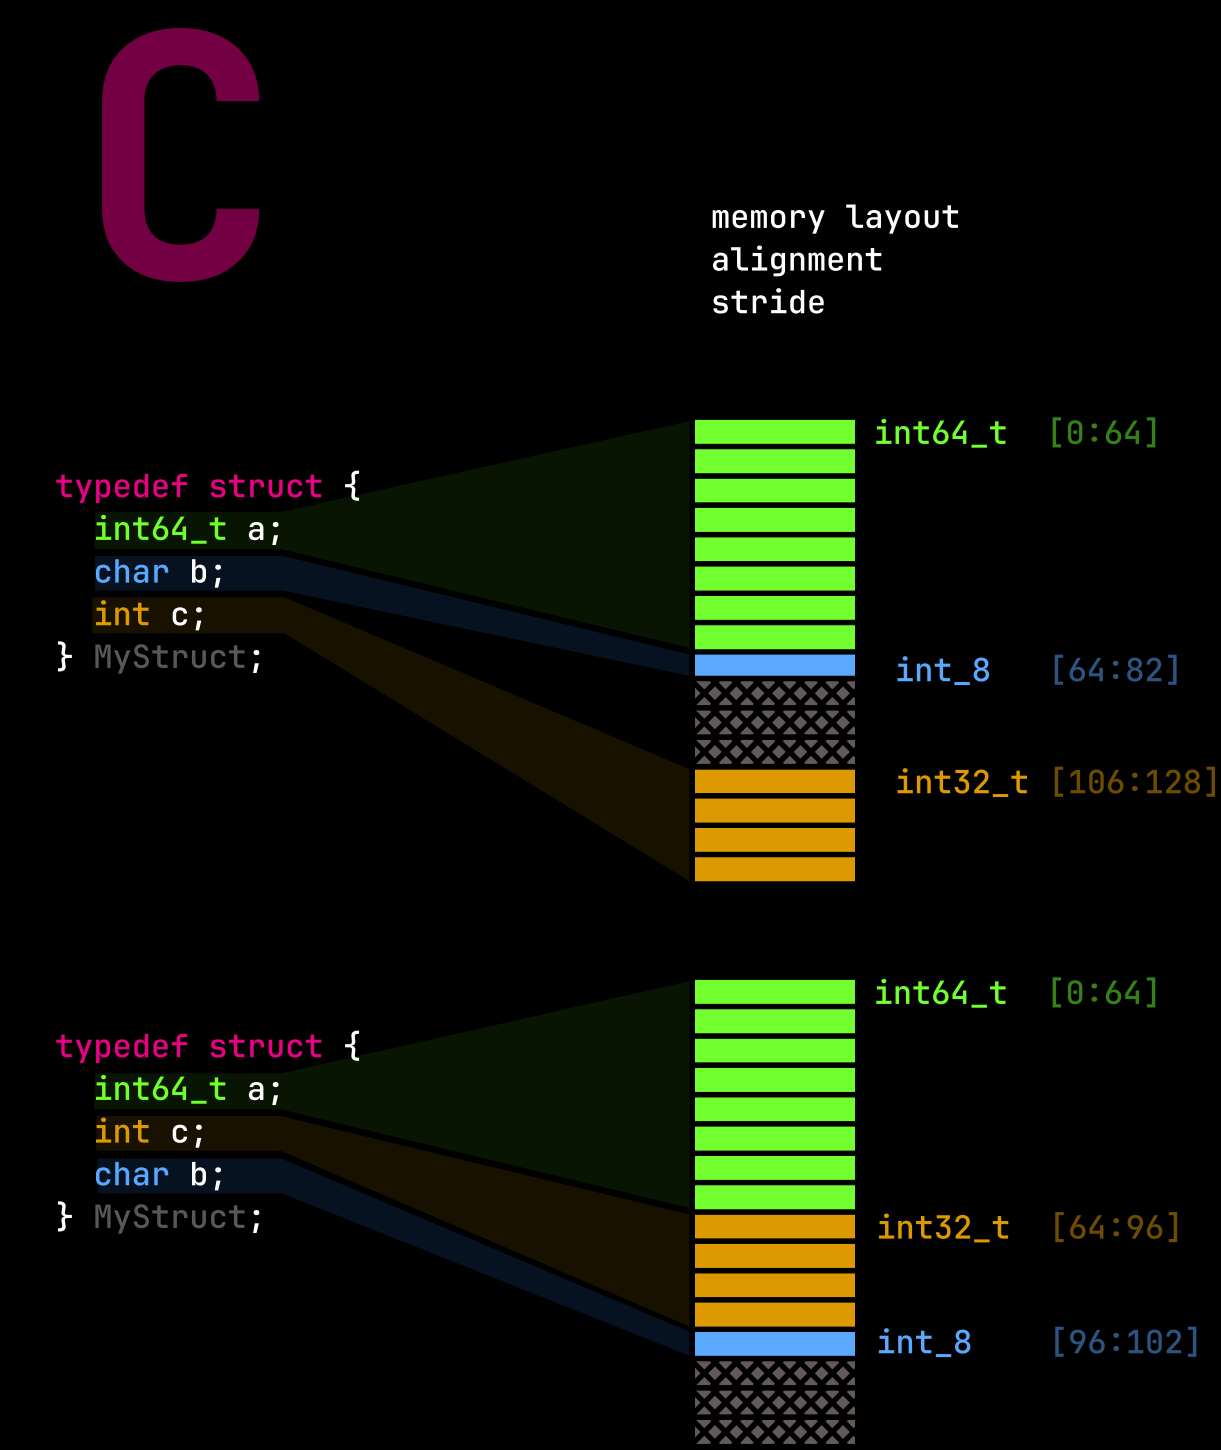 C
memory layout
alignment
stride
typedef struct {
int64_t a;
char b;
int c;
} MyStruct;
int64_t [0:64]
int_8 [64:82]
int32_t [106:128]
typedef struct {
int64_t a;
int c;
char b;
} MyStruct;
int64_t [0:64]
int32_t [64:96]
int_8 [96:102]